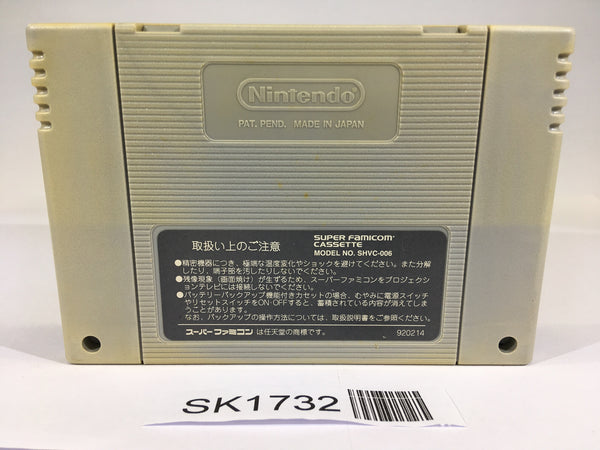 Nintendo
PAT. PEND. MADE IN JAPAN
取扱い上のご注意
SUPER FAMICOM
CASSETTE
MODEL NO. SHVC-006
●精密機器につき、極端な温度変化やショックを避けてください。また分解
したり、端子部を汚したりしないでください。
●残像現象(画面焼け)が生ずるため、スーパーファミコンをプロジェクシ
ョンテレビには接続しないでください。
●バッテリーバックアップ機能付きカセットの場合、むやみに電源スイッチ
やリセットスイッチをON・OFFすると、蓄積されている内容が消えてしま
うことがあります。
なお、バックアップの操作方法については、取扱説明書をご参照ください。
スーパーファミコン は任天堂の商標です。 920214
SK1732